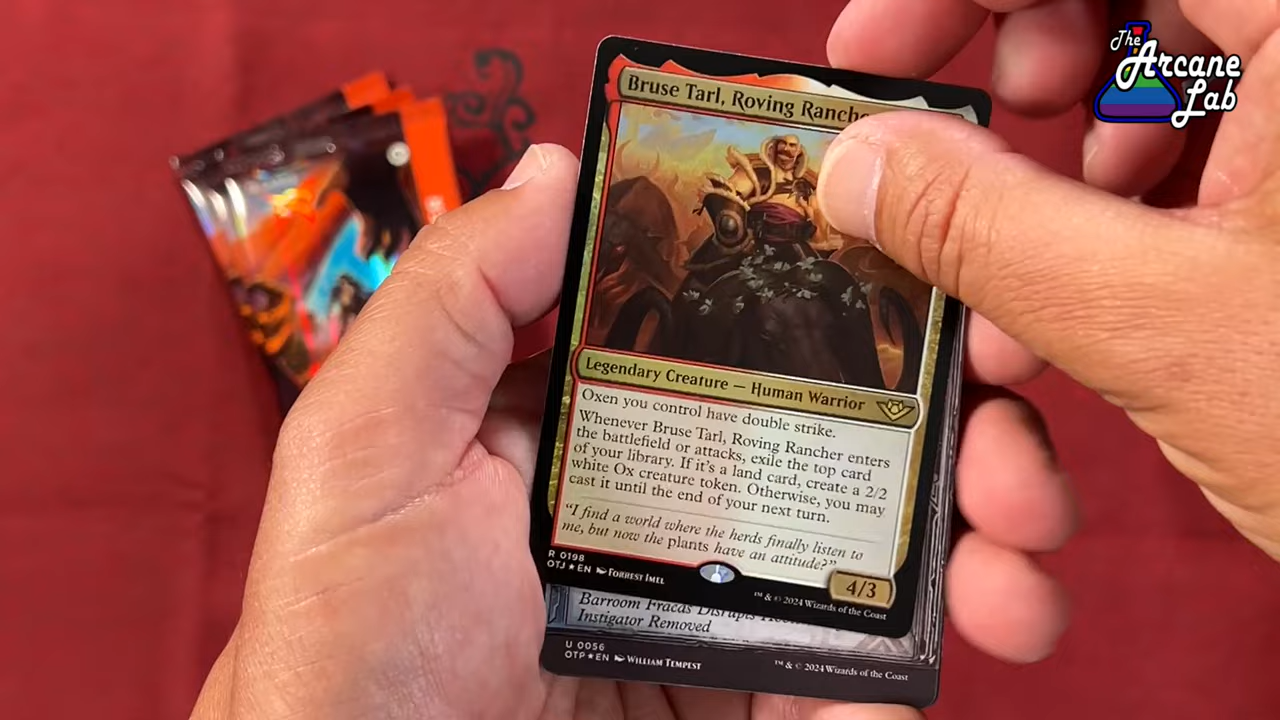 The
Arcane
Lab
Bruse Tarl, Roving Ranche
Legendary Creature — Human Warrior
Oxen you control have double strike.
Whenever Bruse Tarl, Roving Rancher enters
the battlefield or attacks, exile the top card
of your library. If it's a land card, create a 2/2
white Ox creature token. Otherwise, you may
cast it until the end of your next turn.
"I find a world where the herds finally listen to
me, but now the plants have an attitude?"
4/3
R 0198
OTJ ★ EN Forrest Imel
™ & © 2024 Wizards of the Coast
Barroom Fracas Disrupts
Instigator Removed
U 0056
OTP ★ EN William Tempest
™ & © 2024 Wizards of the Coast